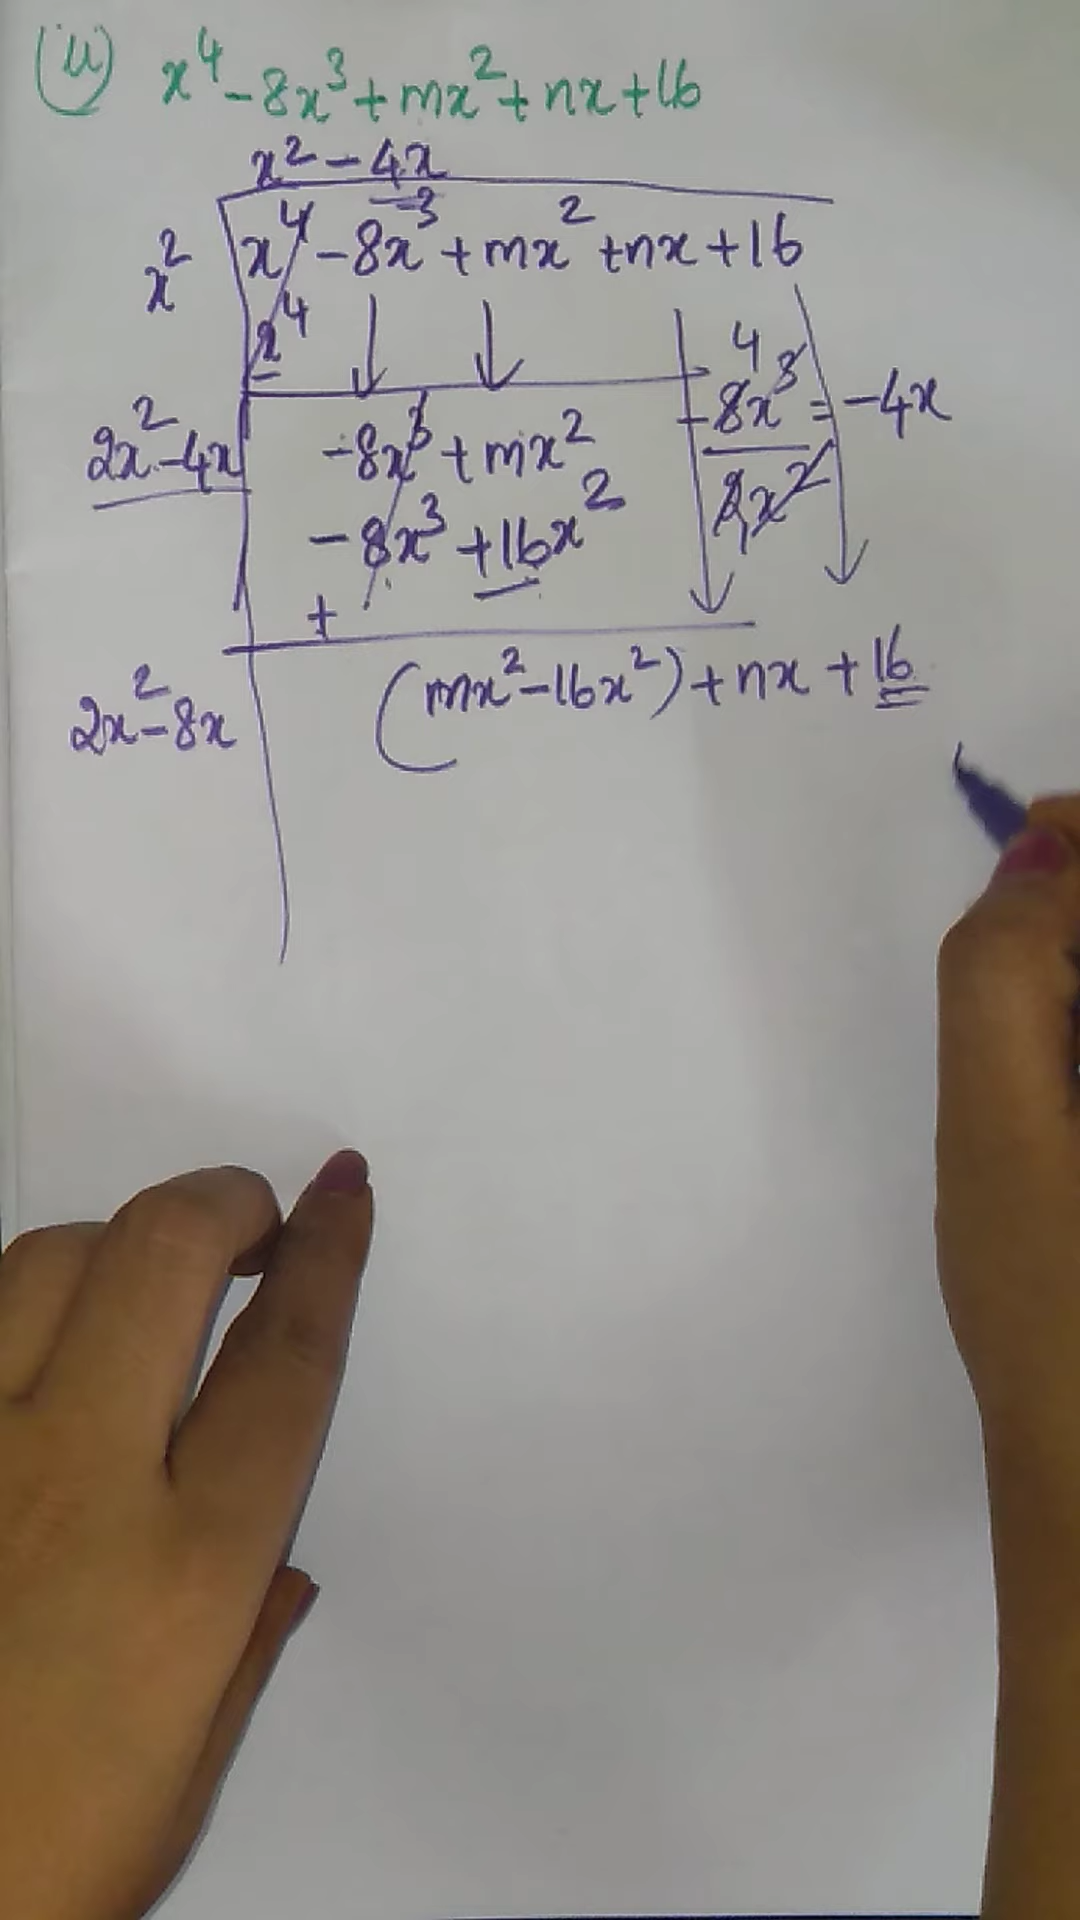 (ii) x⁴-8x³+mx²+nx+16
x²-4x
x² x⁴-8x³+mx²+nx+16
x⁴
-8x³/2x² = -4x
4
2x²-4x -8x³+mx²
-8x³+16x²
+
2x²-8x (mx²-16x²)+nx+16